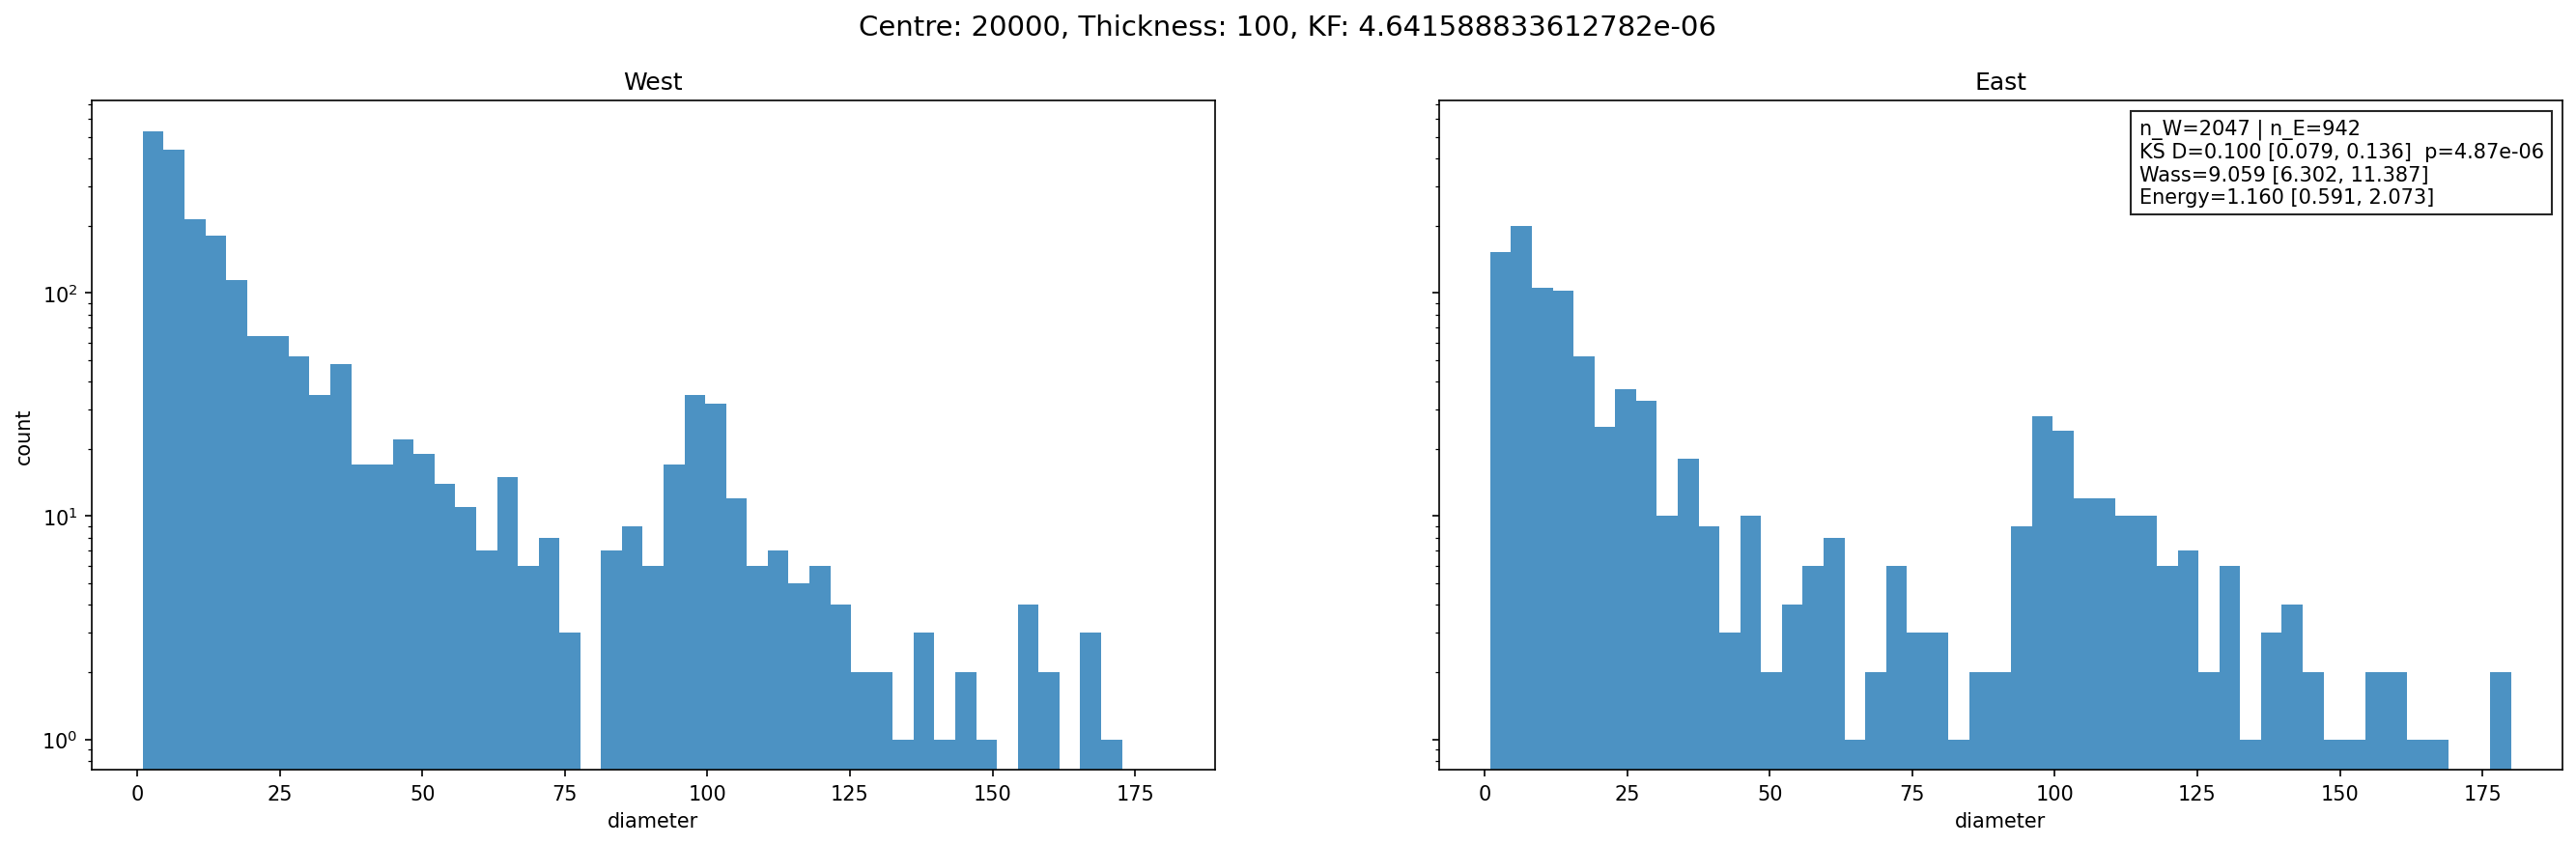 Centre: 20000, Thickness: 100, KF: 4.641588833612782e-06
West
count
10²
10¹
10⁰
0 25 50 75 100 125 150 175
diameter
East
n_W=2047 | n_E=942
KS D=0.100 [0.079, 0.136]  p=4.87e-06
Wass=9.059 [6.302, 11.387]
Energy=1.160 [0.591, 2.073]
0 25 50 75 100 125 150 175
diameter